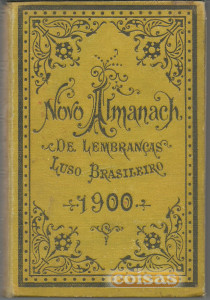 Novo Almanach
De Lembranças
Luso Brasileiro
1900
coisas